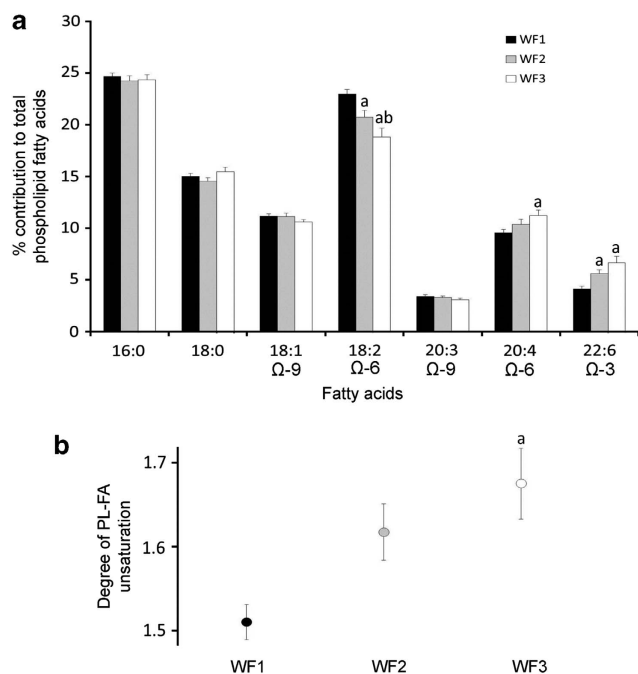 a
30
25
20
15
10
5
0
% contribution to total
phospholipid fatty acids
WF1
WF2
WF3
a
ab
a
a
a
16:0
18:0
18:1
Ω-9
18:2
Ω-6
20:3
Ω-9
20:4
Ω-6
22:6
Ω-3
Fatty acids
b
1.7
1.6
1.5
Degree of PL-FA
unsaturation
a
WF1
WF2
WF3